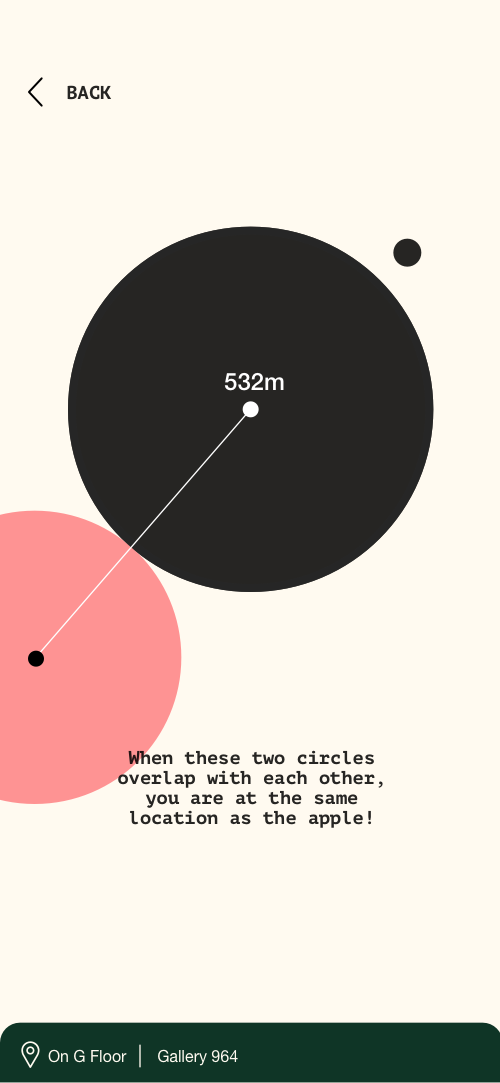 BACK
532m
When these two circles
overlap with each other,
you are at the same
location as the apple!
On G Floor | Gallery 964